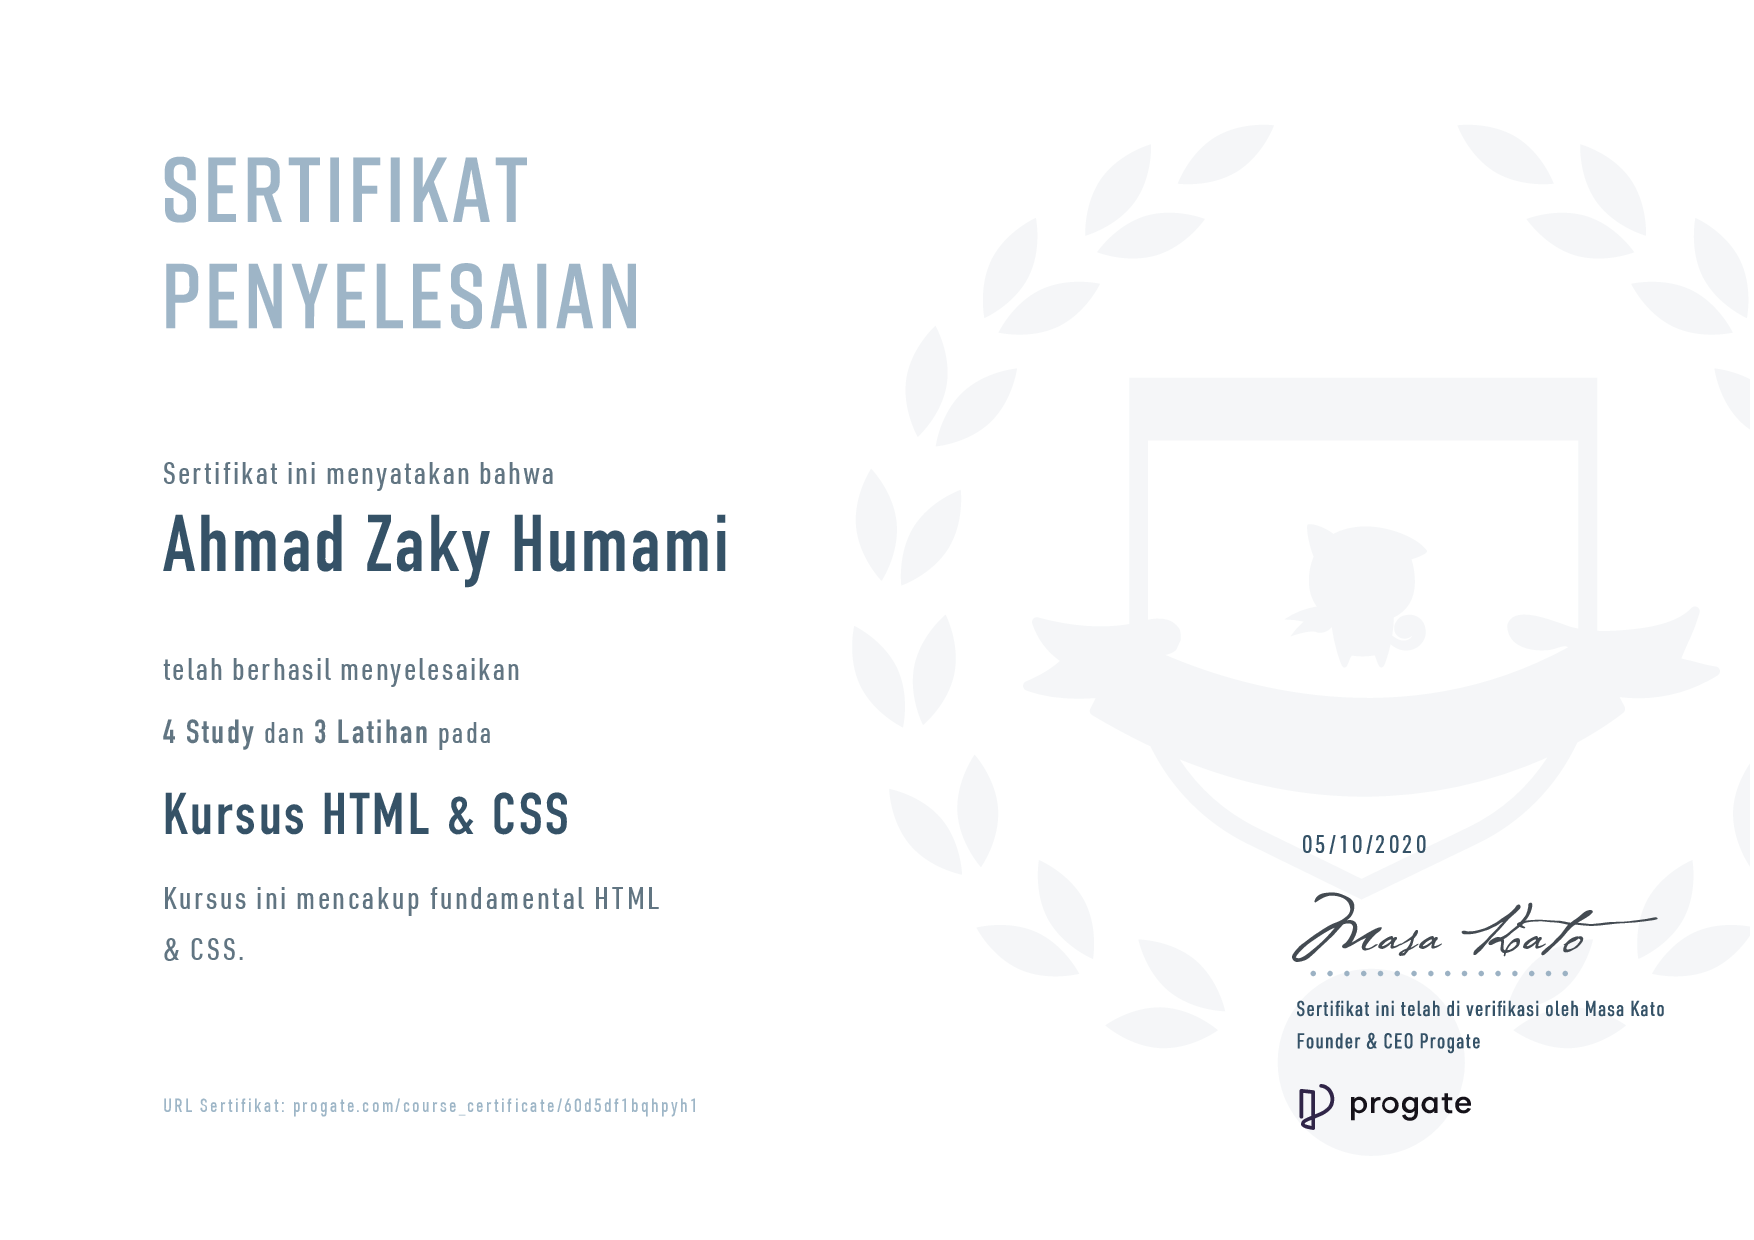 SERTIFIKAT
PENYELESAIAN
Sertifikat ini menyatakan bahwa
Ahmad Zaky Humami
telah berhasil menyelesaikan
4 Study dan 3 Latihan pada
Kursus HTML & CSS
Kursus ini mencakup fundamental HTML
& CSS.
URL Sertifikat: progate.com/course_certificate/60d5df1bqhpyh1
05/10/2020
Masa Kato
Sertifikat ini telah di verifikasi oleh Masa Kato
Founder & CEO Progate
progate